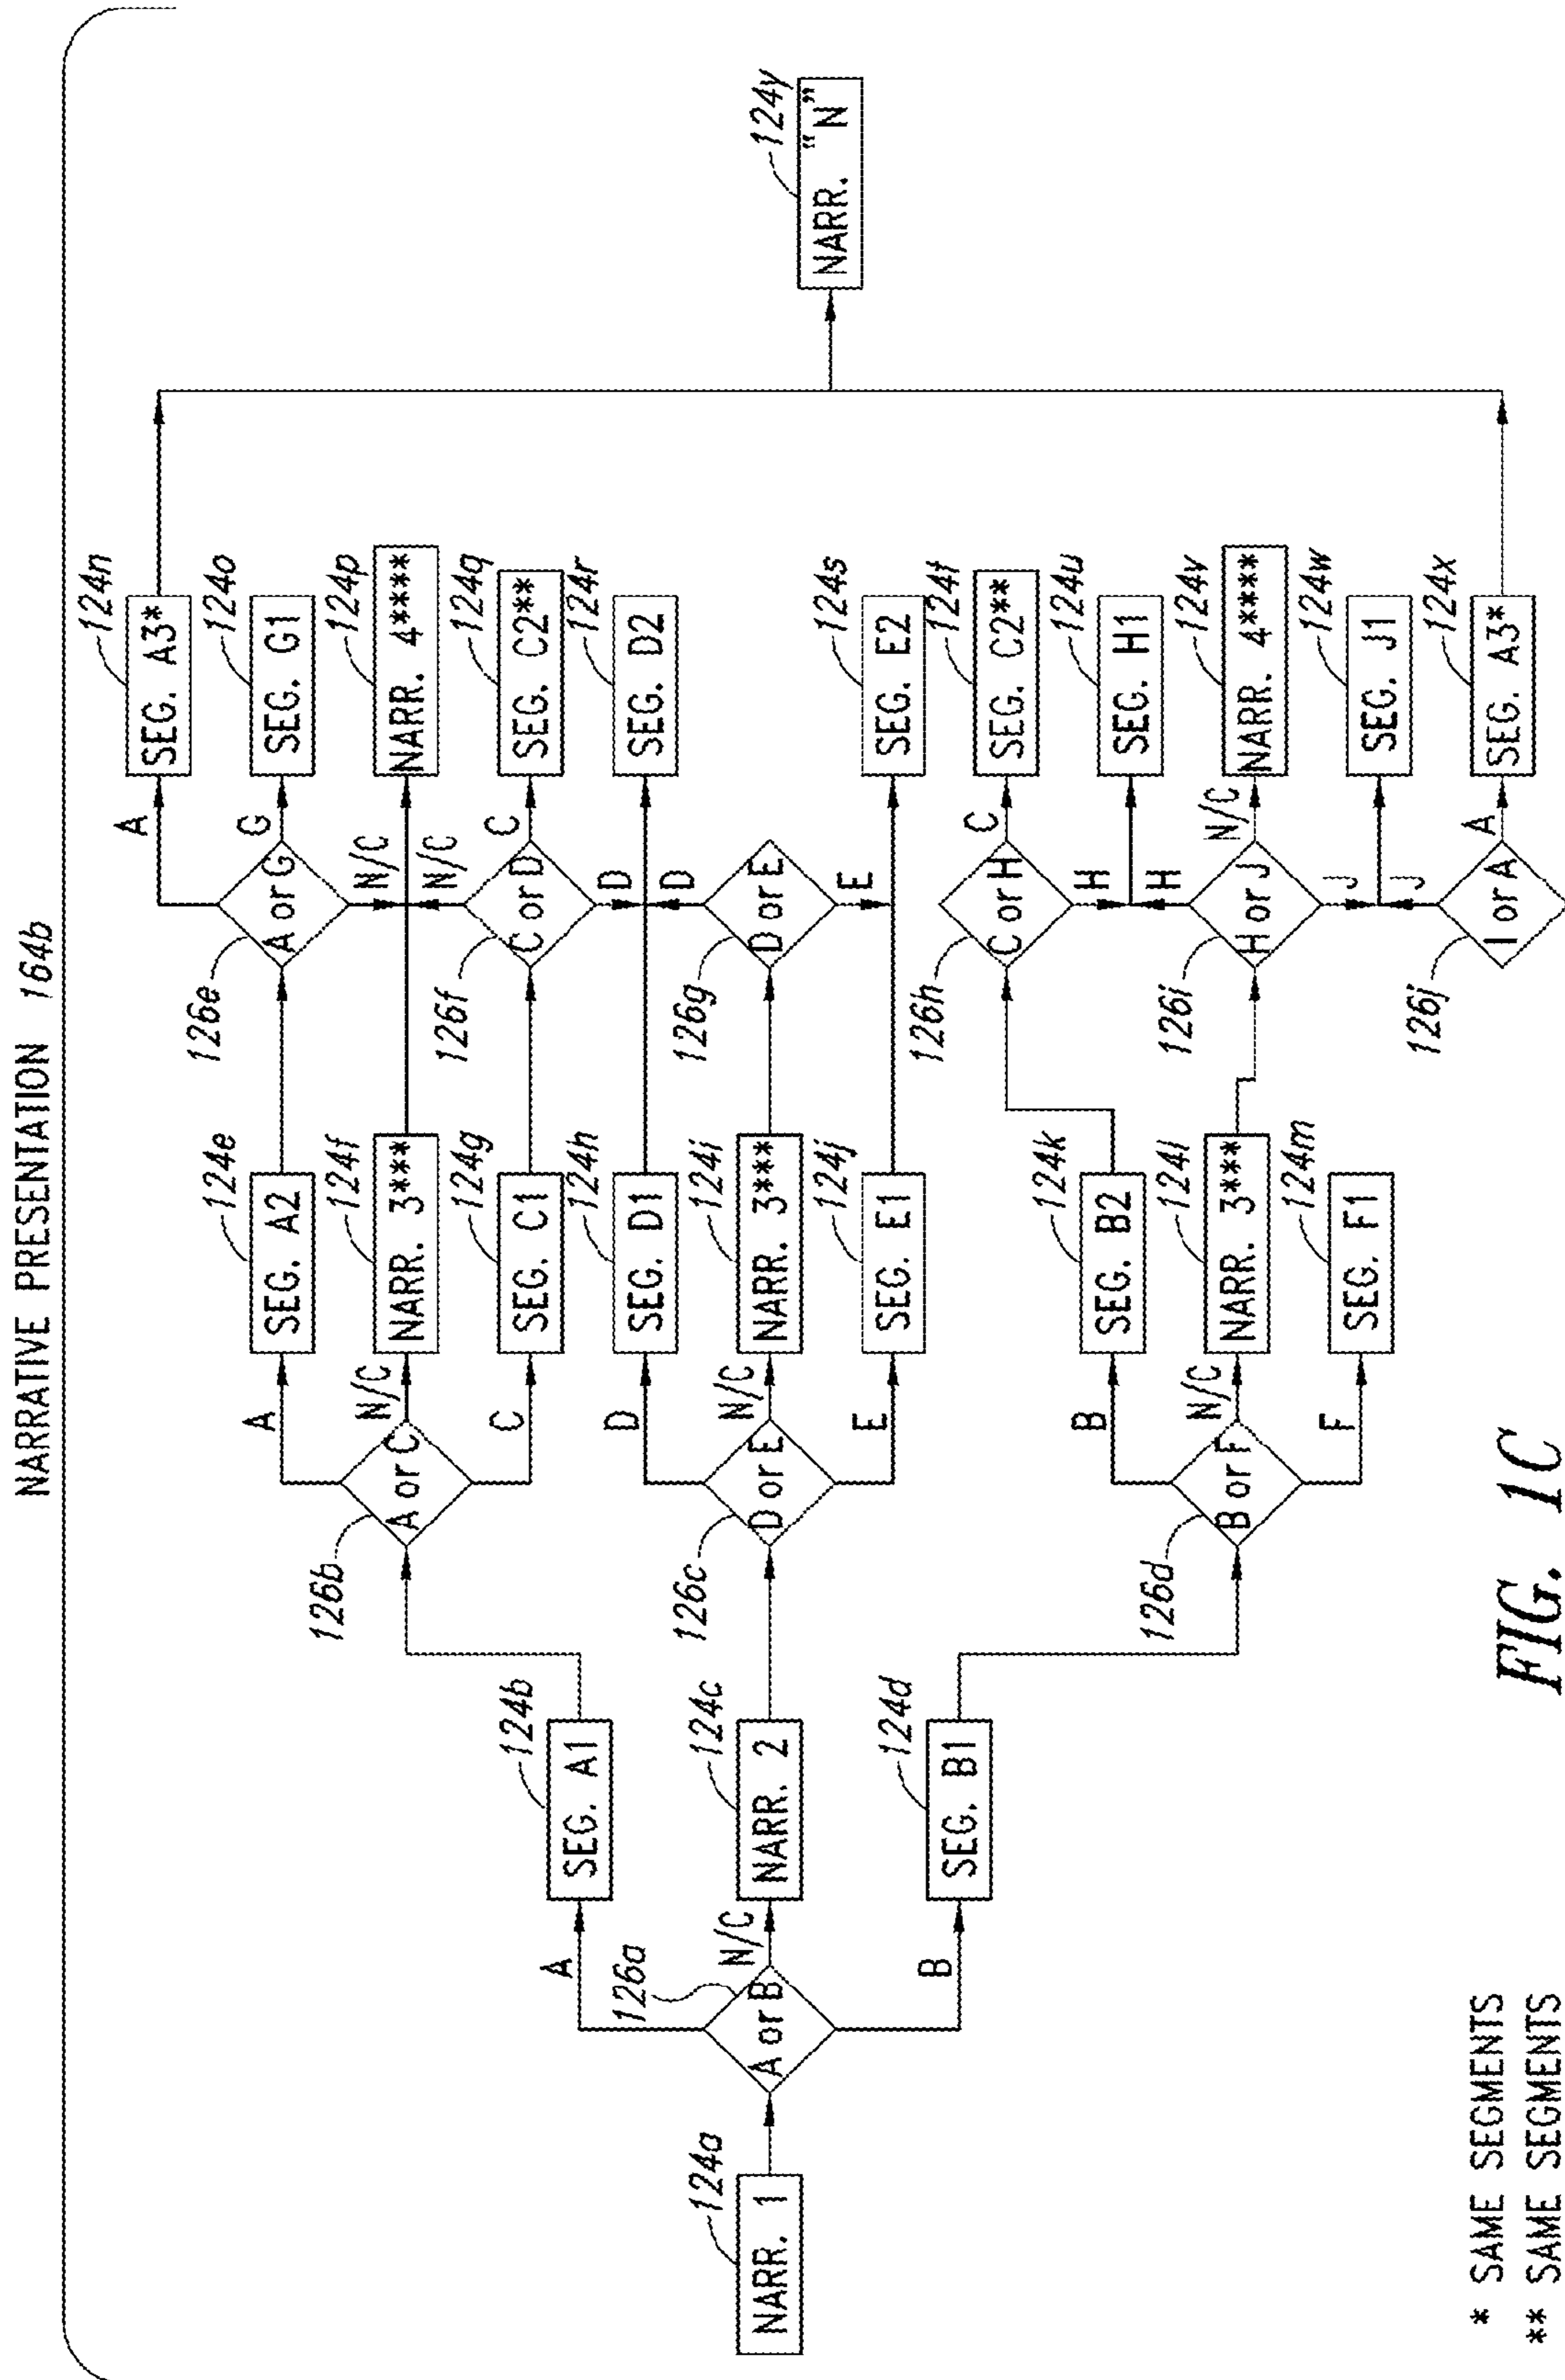 NARRATIVE PRESENTATION 164b
NARR. 1
124a
A or B
126a
A
N/C
B
SEG. A1
124b
NARR. 2
124c
SEG. B1
124d
A or C
126b
A
N/C
C
D or E
126c
D
N/C
E
B or F
126d
B
N/C
F
SEG. A2
124e
NARR. 3***
124f
SEG. C1
124g
SEG. D1
124h
NARR. 3***
124i
SEG. E1
124j
SEG. B2
124k
NARR. 3***
124l
SEG. F1
124m
A or G
126e
A
G
N/C
N/C
C or D
126f
C
D
D
D or E
126g
E
C or H
126h
C
H
H
H or J
126i
N/C
J
J
I or A
126j
A
SEG. A3*
124n
SEG. G1
124o
NARR. 4****
124p
SEG. C2**
124q
SEG. D2
124r
SEG. E2
124s
SEG. C2**
124t
SEG. H1
124u
NARR. 4****
124v
SEG. J1
124w
SEG. A3*
124x
NARR. "N"
124y
* SAME SEGMENTS
** SAME SEGMENTS
FIG. 1C